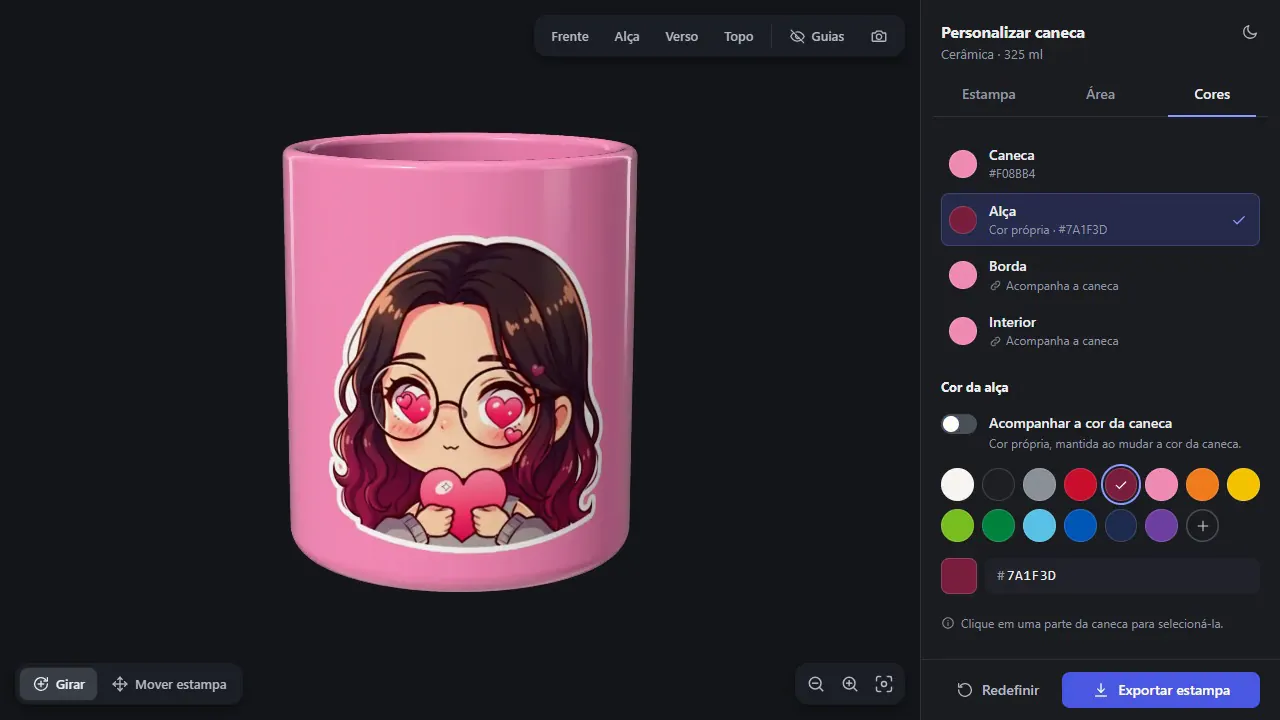 Frente Alça Verso Topo Guias
Personalizar caneca
Cerâmica · 325 ml
Estampa Área Cores
Caneca
#F08BB4
Alça
Cor própria · #7A1F3D
Borda
Acompanha a caneca
Interior
Acompanha a caneca
Cor da alça
Acompanhar a cor da caneca
Cor própria, mantida ao mudar a cor da caneca.
# 7A1F3D
Clique em uma parte da caneca para selecioná-la.
Girar Mover estampa
Redefinir Exportar estampa